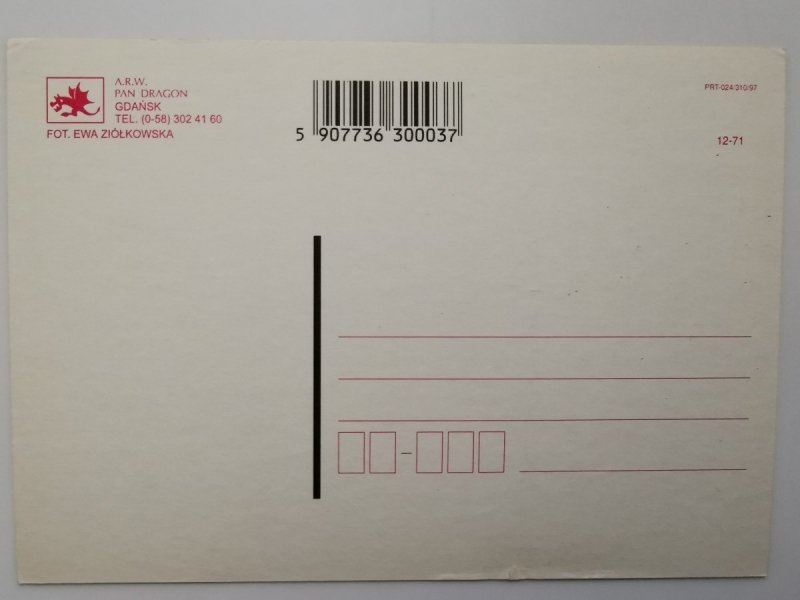 A.R.W.
PAN DRAGON
GDAŃSK
TEL. (0-58) 302 41 60
FOT. EWA ZIÓŁKOWSKA
5 907736 300037
PRT-024/310/97
12-71